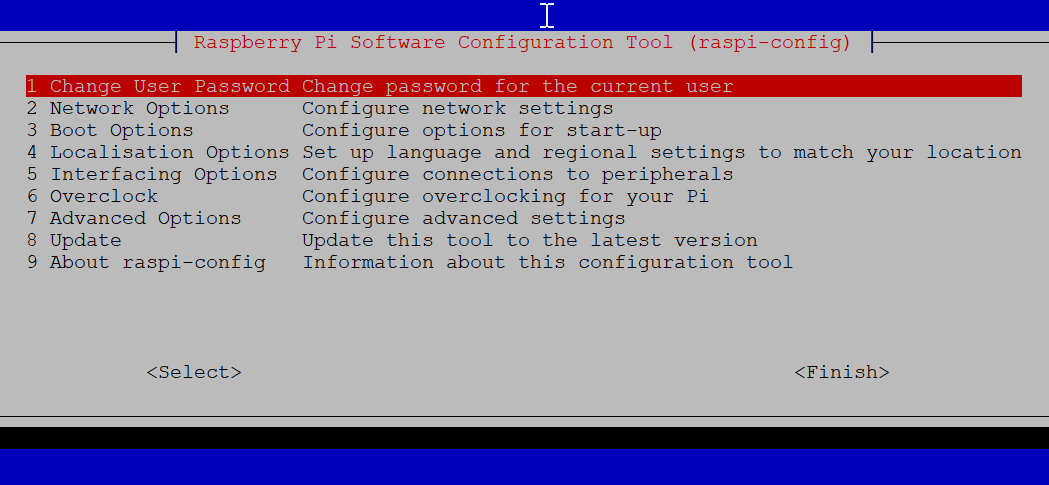 Raspberry Pi Software Configuration Tool (raspi-config)
1 Change User Password Change password for the current user
2 Network Options Configure network settings
3 Boot Options Configure options for start-up
4 Localisation Options Set up language and regional settings to match your location
5 Interfacing Options Configure connections to peripherals
6 Overclock Configure overclocking for your Pi
7 Advanced Options Configure advanced settings
8 Update Update this tool to the latest version
9 About raspi-config Information about this configuration tool
<Select> <Finish>